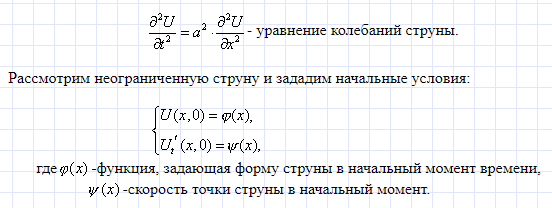 ∂²U/∂t² = a² · ∂²U/∂x² - уравнение колебаний струны.
Рассмотрим неограниченную струну и зададим начальные условия:
{ U(x,0) = φ(x),
U′ₜ(x,0) = ψ(x),
где φ(x) -функция, задающая форму струны в начальный момент времени,
ψ(x) -скорость точки струны в начальный момент.